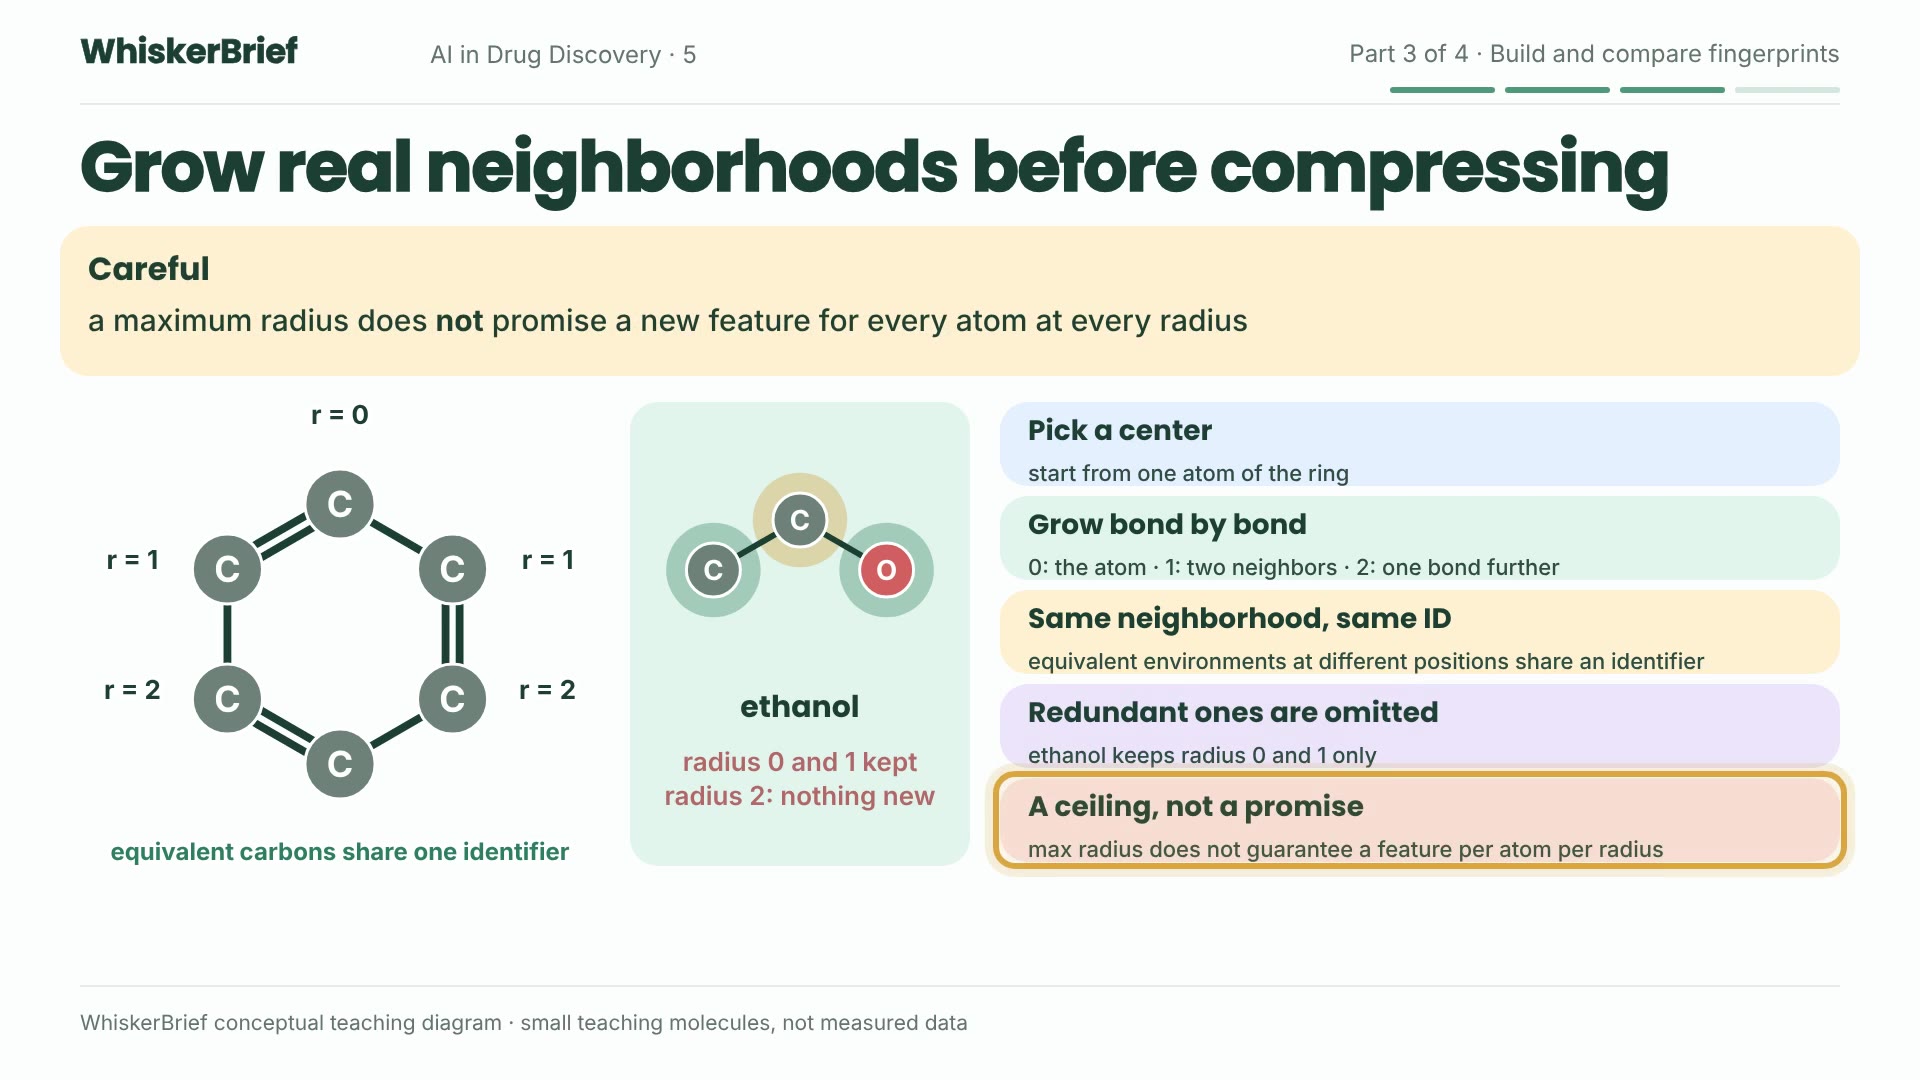 WhiskerBrief
AI in Drug Discovery · 5
Part 3 of 4 · Build and compare fingerprints
Grow real neighborhoods before compressing
Careful
a maximum radius does not promise a new feature for every atom at every radius
r = 0
C
r = 1
C
C
r = 1
r = 2
C
C
r = 2
C
equivalent carbons share one identifier
C
C
O
ethanol
radius 0 and 1 kept
radius 2: nothing new
Pick a center
start from one atom of the ring
Grow bond by bond
0: the atom · 1: two neighbors · 2: one bond further
Same neighborhood, same ID
equivalent environments at different positions share an identifier
Redundant ones are omitted
ethanol keeps radius 0 and 1 only
A ceiling, not a promise
max radius does not guarantee a feature per atom per radius
WhiskerBrief conceptual teaching diagram · small teaching molecules, not measured data